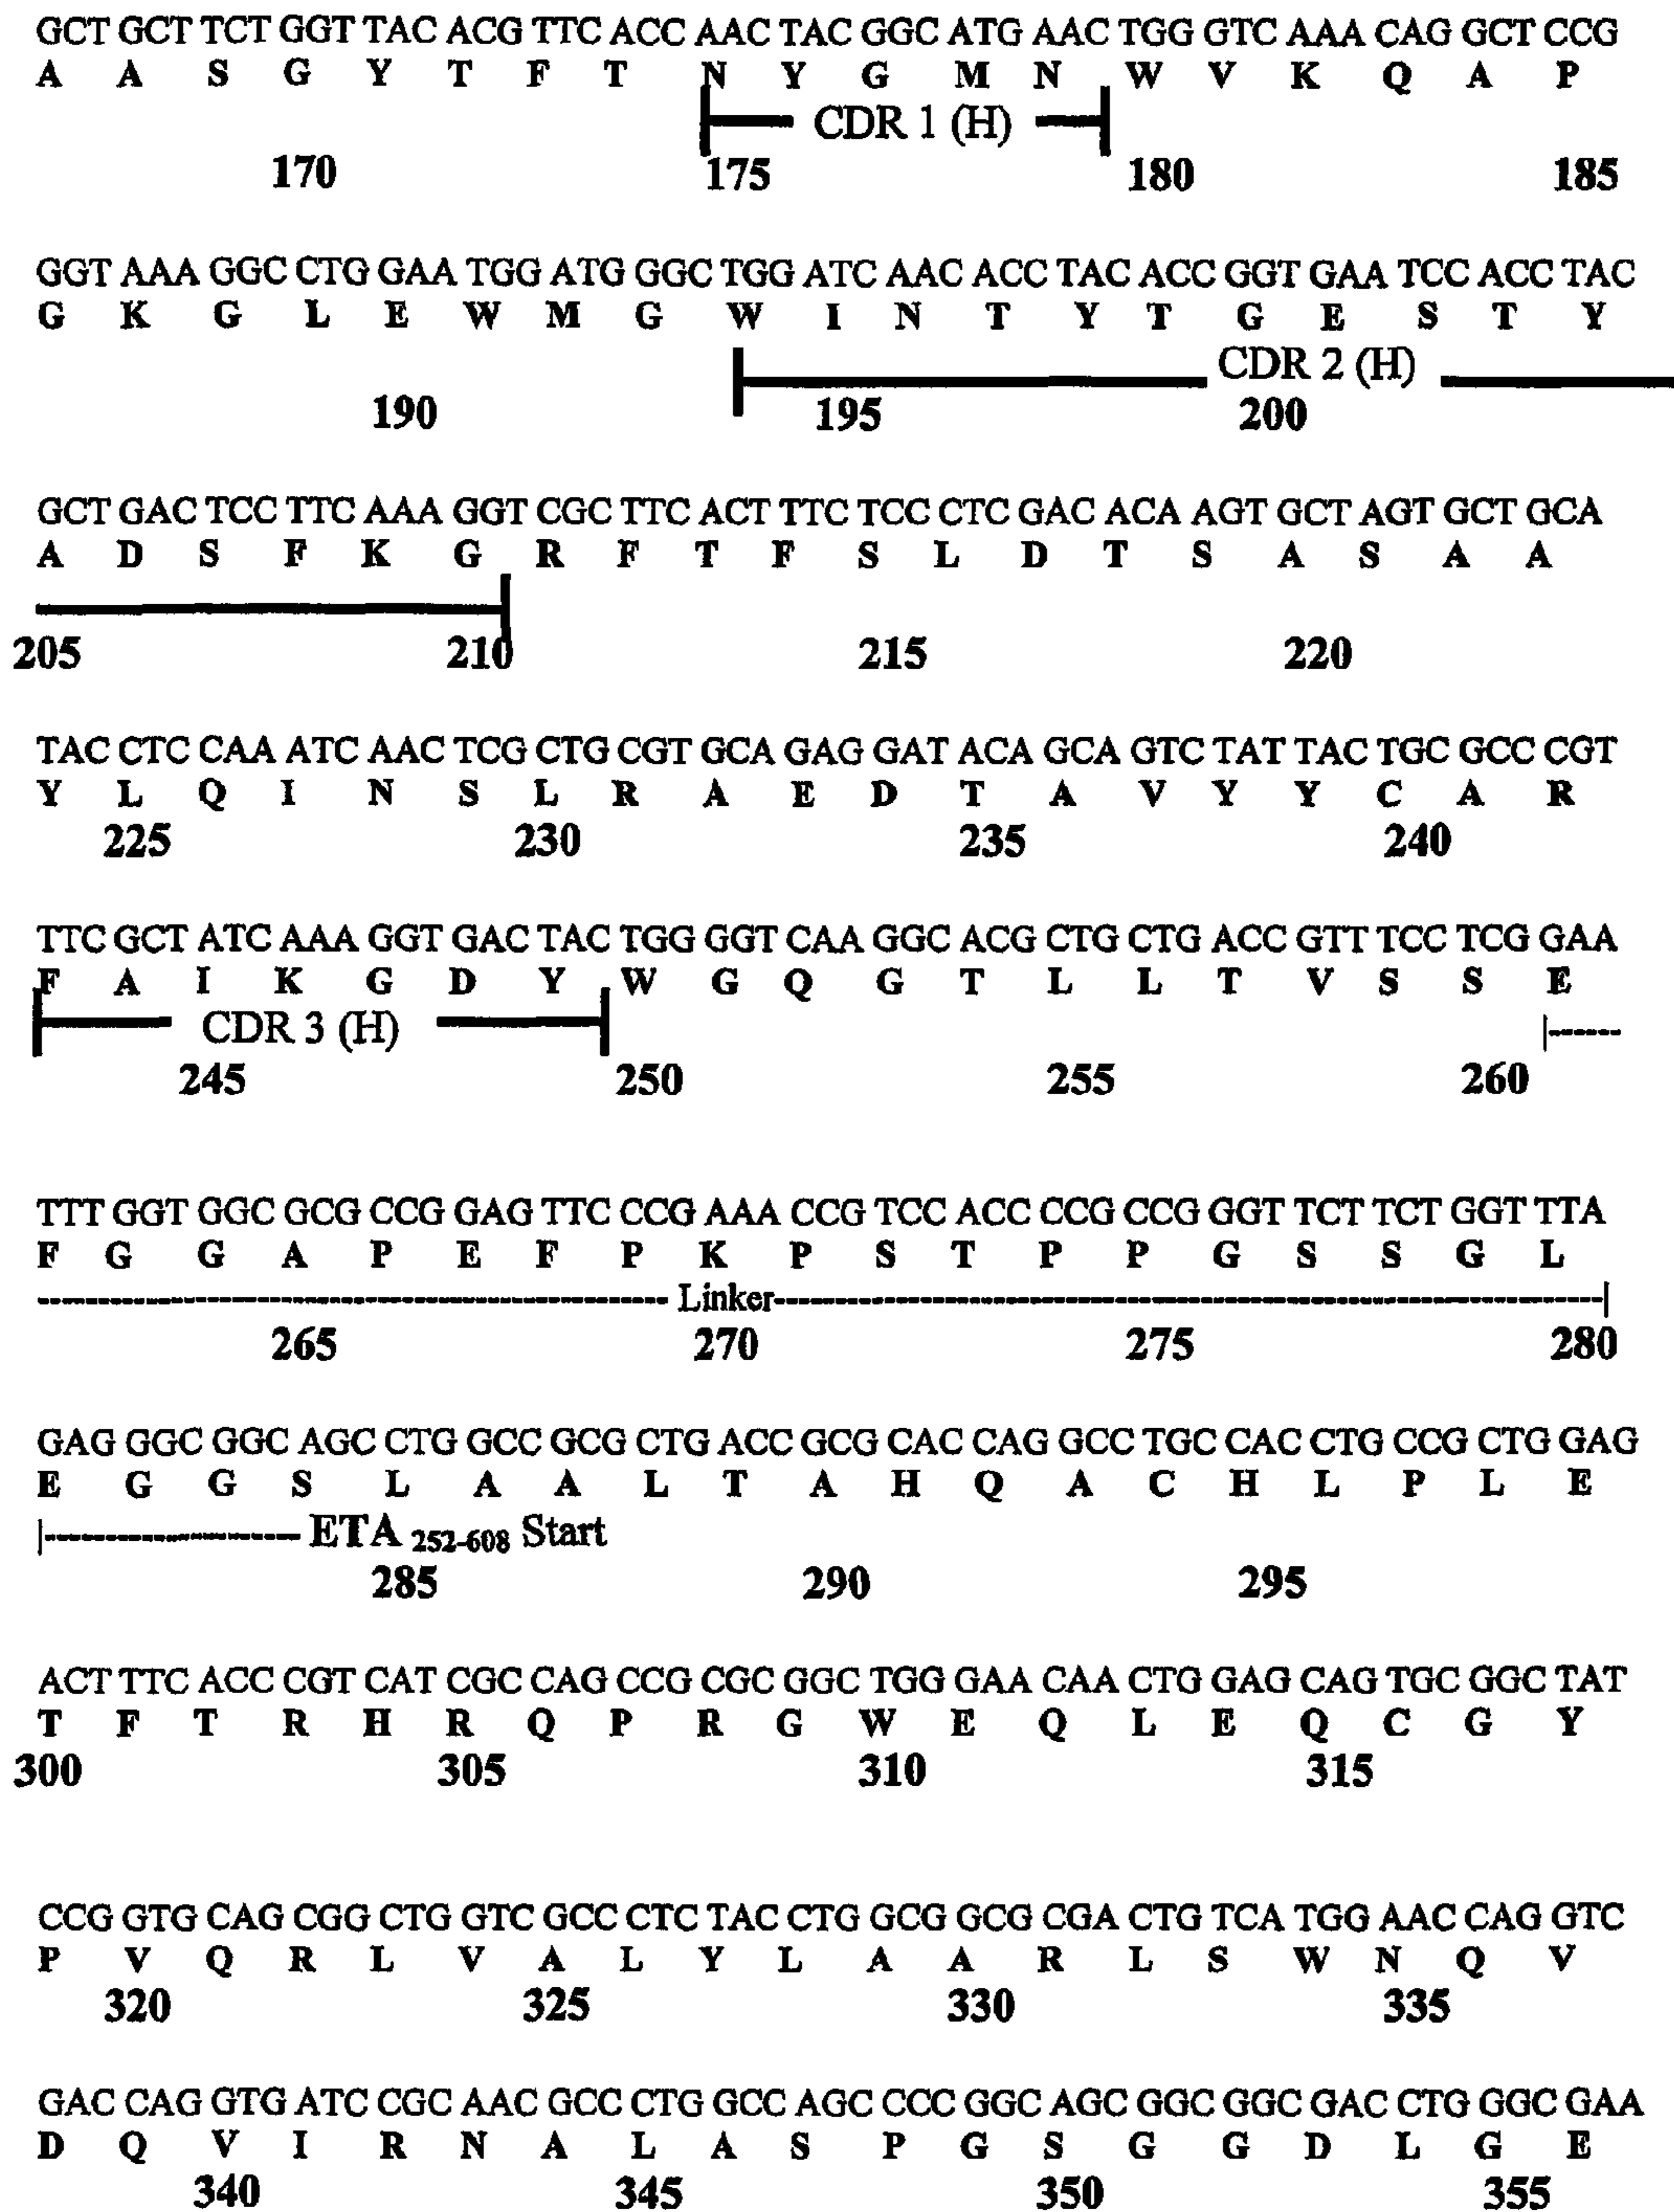 GCT GCT TCT GGT TAC ACG TTC ACC AAC TAC GGC ATG AAC TGG GTC AAA CAG GCT CCG
A A S G Y T F T N Y G M N W V K Q A P
CDR 1 (H)
170 175 180 185
GGT AAA GGC CTG GAA TGG ATG GGC TGG ATC AAC ACC TAC ACC GGT GAA TCC ACC TAC
G K G L E W M G W I N T Y T G E S T Y
CDR 2 (H)
190 195 200
GCT GAC TCC TTC AAA GGT CGC TTC ACT TTC TCC CTC GAC ACA AGT GCT AGT GCT GCA
A D S F K G R F T F S L D T S A S A A
205 210 215 220
TAC CTC CAA ATC AAC TCG CTG CGT GCA GAG GAT ACA GCA GTC TAT TAC TGC GCC CGT
Y L Q I N S L R A E D T A V Y Y C A R
225 230 235 240
TTC GCT ATC AAA GGT GAC TAC TGG GGT CAA GGC ACG CTG CTG ACC GTT TCC TCG GAA
F A I K G D Y W G Q G T L L T V S S E
CDR 3 (H)
245 250 255 260
TTT GGT GGC GCG CCG GAG TTC CCG AAA CCG TCC ACC CCG CCG GGT TCT TCT GGT TTA
F G G A P E F P K P S T P P G S S G L
Linker
265 270 275 280
GAG GGC GGC AGC CTG GCC GCG CTG ACC GCG CAC CAG GCC TGC CAC CTG CCG CTG GAG
E G G S L A A L T A H Q A C H L P L E
ETA 252-608 Start
285 290 295
ACT TTC ACC CGT CAT CGC CAG CCG CGC GGC TGG GAA CAA CTG GAG CAG TGC GGC TAT
T F T R H R Q P R G W E Q L E Q C G Y
300 305 310 315
CCG GTG CAG CGG CTG GTC GCC CTC TAC CTG GCG GCG CGA CTG TCA TGG AAC CAG GTC
P V Q R L V A L Y L A A R L S W N Q V
320 325 330 335
GAC CAG GTG ATC CGC AAC GCC CTG GCC AGC CCC GGC AGC GGC GGC GAC CTG GGC GAA
D Q V I R N A L A S P G S G G D L G E
340 345 350 355